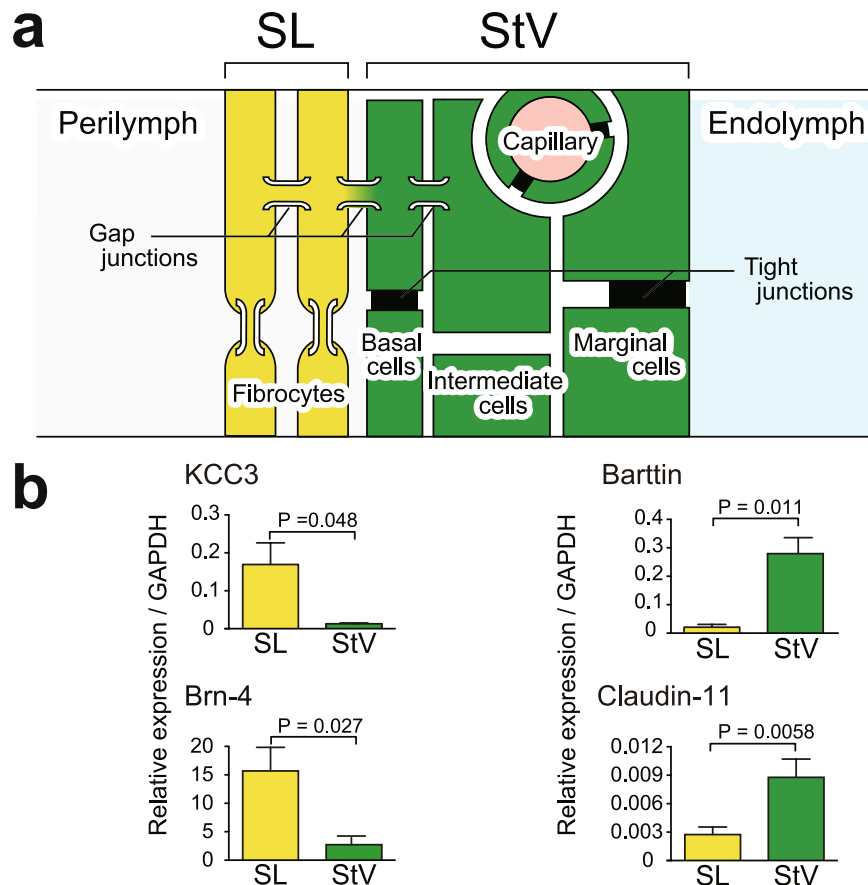 a
SL
StV
Perilymph
Capillary
Endolymph
Gap
junctions
Tight
junctions
Basal
cells
Marginal
cells
Fibrocytes
Intermediate
cells
b
KCC3
Relative expression / GAPDH
P =0.048
0.3
0.2
0.1
0
SL
StV
Barttin
Relative expression / GAPDH
P = 0.011
0.4
0.3
0.2
0.1
0
SL
StV
Brn-4
P = 0.027
20
15
10
5
0
SL
StV
Claudin-11
P = 0.0058
0.012
0.009
0.006
0.003
0
SL
StV